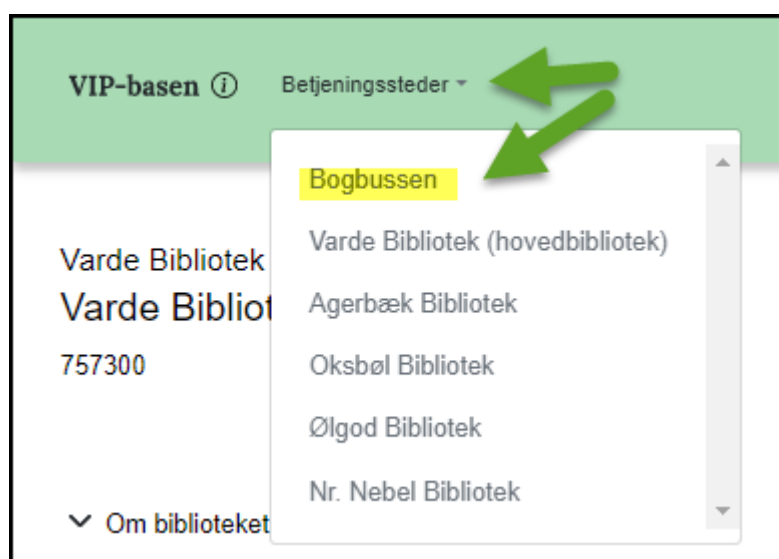 VIP-basen Betjeningssteder
Bogbussen
Varde Bibliotek (hovedbibliotek)
Agerbæk Bibliotek
Oksbøl Bibliotek
Ølgod Bibliotek
Nr. Nebel Bibliotek
Varde Bibliotek
Varde Bibliot
757300
Om biblioteket